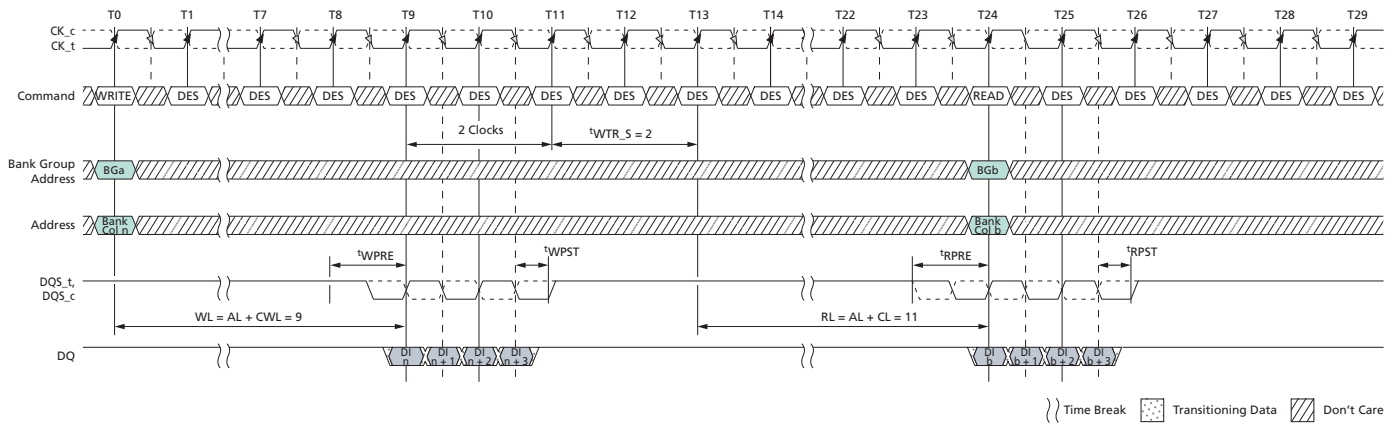 T0 T1 T7 T8 T9 T10 T11 T12 T13 T14 T22 T23 T24 T25 T26 T27 T28 T29
CK_c
CK_t
Command WRITE DES DES DES DES DES DES DES DES DES DES DES READ DES DES DES DES DES
2 Clocks tWTR_S = 2
Bank Group
Address
BGa BGb
Address
Bank
Col n
Bank
Col b
tWPRE tWPST tRPRE tRPST
DQS_t,
DQS_c
WL = AL + CWL = 9 RL = AL + CL = 11
DQ
DI
n
DI
n + 1
DI
n + 2
DI
n + 3
DI
b
DI
b + 1
DI
b + 2
DI
b + 3
Time Break Transitioning Data Don't Care